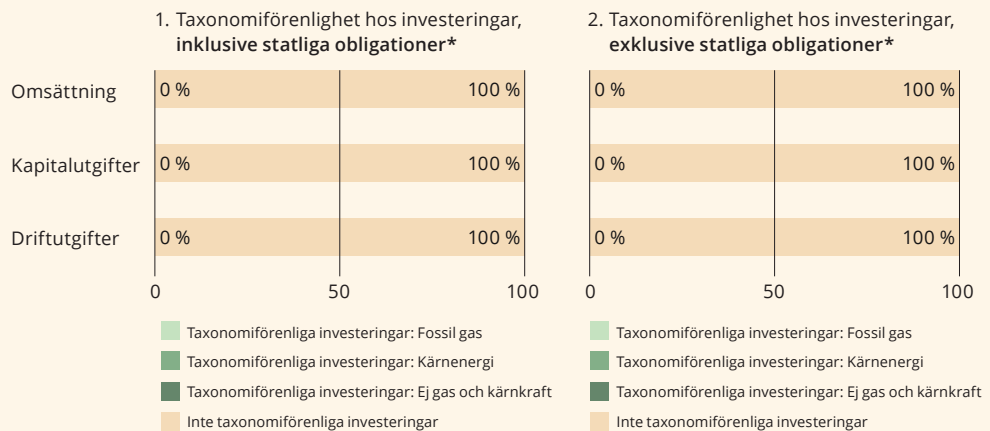 1. Taxonomiförenlighet hos investeringar,
inklusive statliga obligationer*
Omsättning
0 %
100 %
Kapitalutgifter
0 %
100 %
Driftutgifter
0 %
100 %
0
50
100
Taxonomiförenliga investeringar: Fossil gas
Taxonomiförenliga investeringar: Kärnenergi
Taxonomiförenliga investeringar: Ej gas och kärnkraft
Inte taxonomiförenliga investeringar
2. Taxonomiförenlighet hos investeringar,
exklusive statliga obligationer*
0 %
100 %
0 %
100 %
0 %
100 %
0
50
100
Taxonomiförenliga investeringar: Fossil gas
Taxonomiförenliga investeringar: Kärnenergi
Taxonomiförenliga investeringar: Ej gas och kärnkraft
Inte taxonomiförenliga investeringar